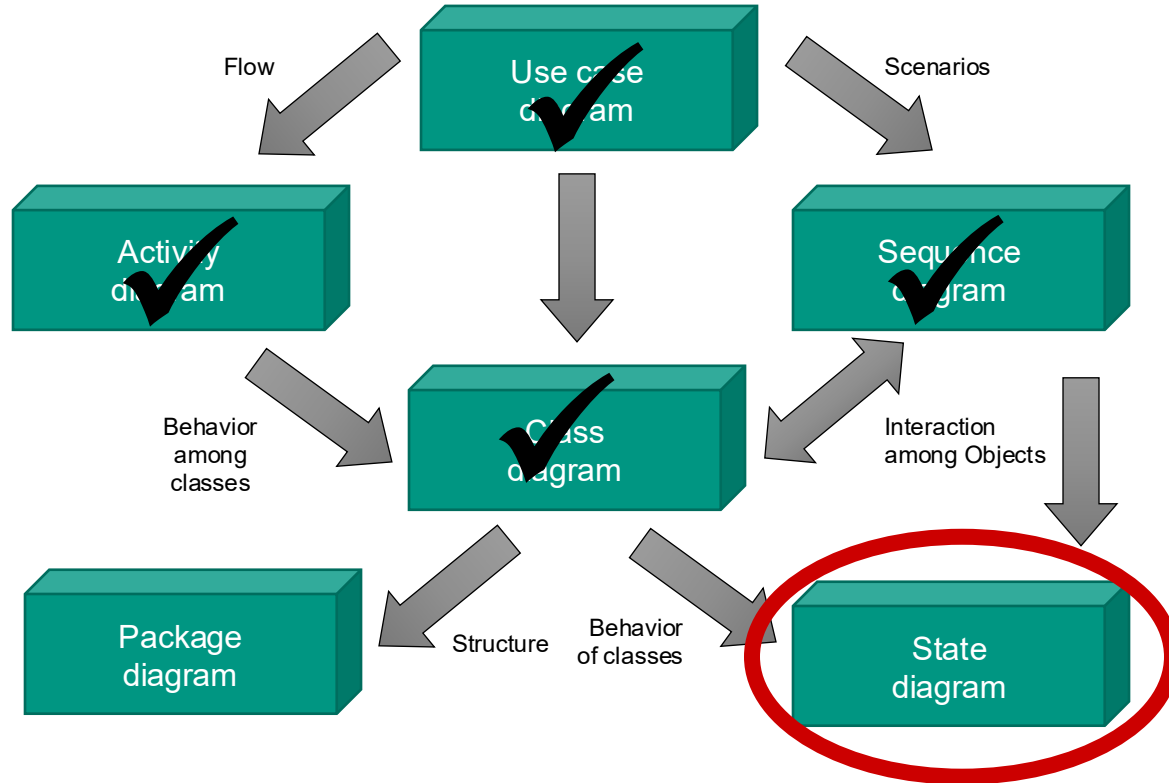 Flow
Use case
diagram
Scenarios
Activity
diagram
Sequence
diagram
Behavior
among
classes
Class
diagram
Interaction
among Objects
Package
diagram
Structure
Behavior
of classes
State
diagram